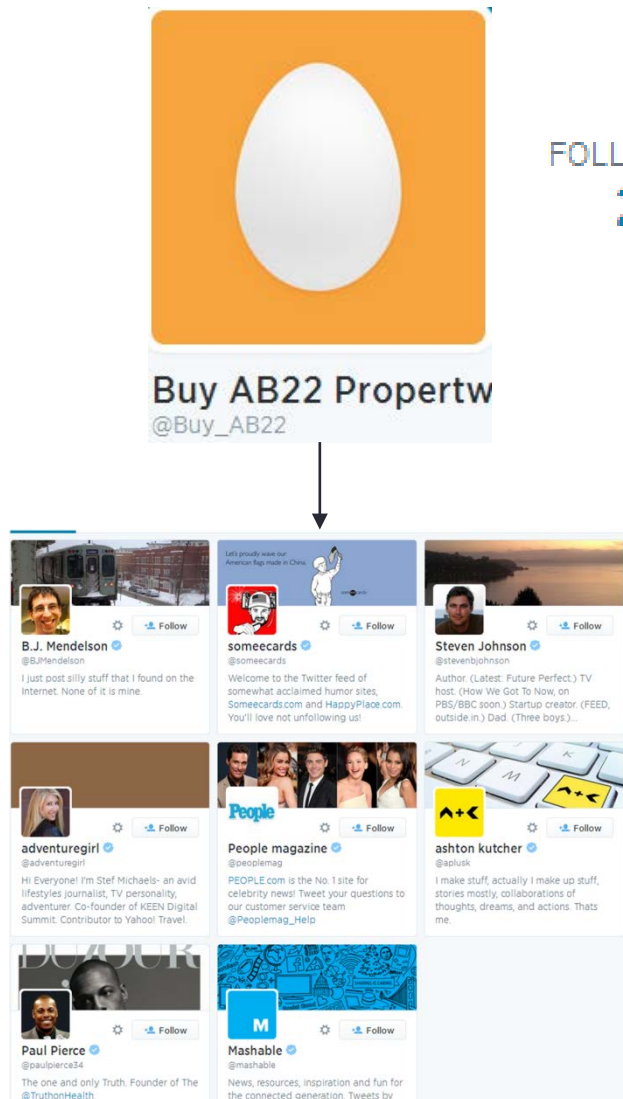 FOLL
Buy AB22 Propertw
@Buy_AB22
Let's proudly wave our
American flags made in China.
B.J. Mendelson
@BJMendelson
I just post silly stuff that I found on the
Internet. None of it is mine.
Follow
someecards
@someecards
Welcome to the Twitter feed of
somewhat acclaimed humor sites,
Someecards.com and HappyPlace.com.
You'll love not unfollowing us!
Follow
Steven Johnson
@stevenbjohnson
Author. (Latest: Future Perfect.) TV
host. (How We Got To Now, on
PBS/BBC soon.) Startup creator. (FEED,
outside.in.) Dad. (Three boys.)...
Follow
adventuregirl
@adventuregirl
Hi Everyone! I'm Stef Michaels- an avid
lifestyles journalist, TV personality,
adventurer. Co-founder of KEEN Digital
Summit. Contributor to Yahoo! Travel.
Follow
People
People magazine
@peoplemag
PEOPLE.com is the No. 1 site for
celebrity news! Tweet your questions to
our customer service team
@Peoplemag_Help
Follow
N M A+K
A+K
ashton kutcher
@aplusk
I make stuff, actually I make up stuff,
stories mostly, collaborations of
thoughts, dreams, and actions. Thats
me.
Follow
DUJOUR
Paul Pierce
@paulpierce34
The one and only Truth. Founder of The
@TruthonHealth
Follow
M
Mashable
@mashable
News, resources, inspiration and fun for
the connected generation. Tweets by
Follow